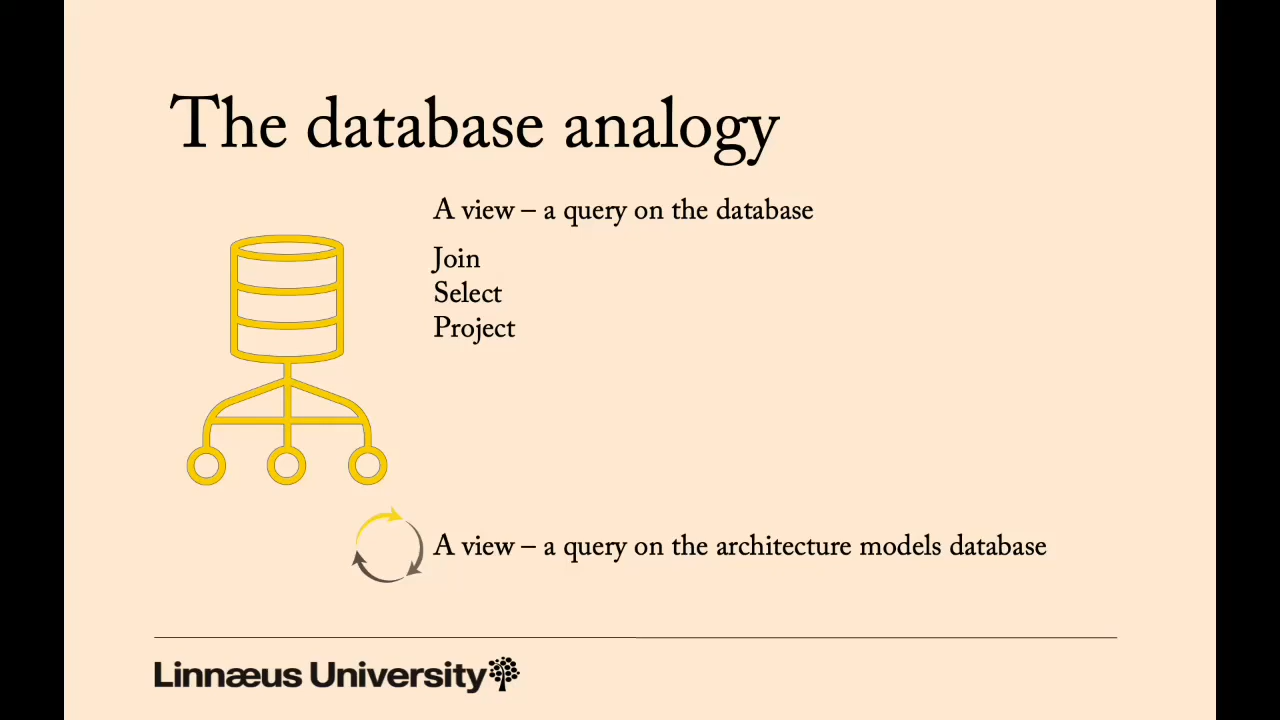 The database analogy
A view – a query on the database
Join
Select
Project
A view – a query on the architecture models database
Linnæus University